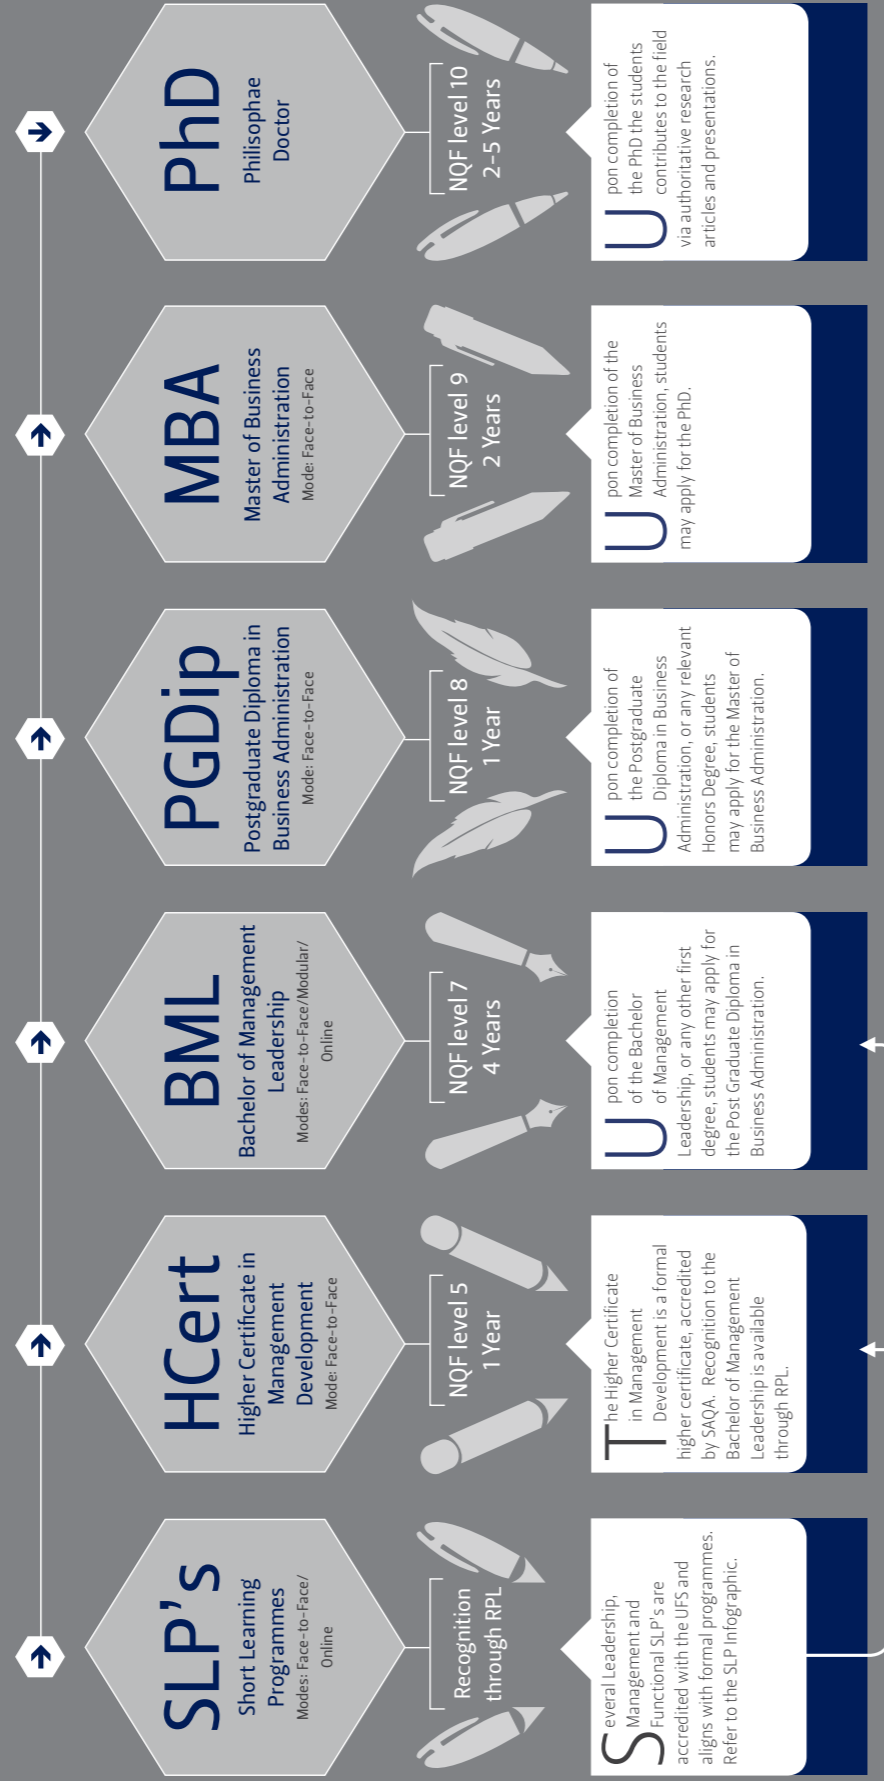 SLP's
Short Learning
Programmes
Modes: Face-to-Face/
Online
Recognition
through RPL
Several Leadership,
Management and
Functional SLP's are
accredited with the UFS and
aligns with formal programmes.
Refer to the SLP Infographic.
HCert
Higher Certificate in
Management
Development
Mode: Face-to-Face
NQF level 5
1 Year
The Higher Certificate
in Management
Development is a formal
higher certificate, accredited
by SAQA. Recognition to the
Bachelor of Management
Leadership is available
through RPL.
BML
Bachelor of Management
Leadership
Modes: Face-to-Face/Modular/
Online
NQF level 7
4 Years
Upon completion
of the Bachelor
of Management
Leadership, or any other first
degree, students may apply for
the Post Graduate Diploma in
Business Administration.
PGDip
Postgraduate Diploma in
Business Administration
Mode: Face-to-Face
NQF level 8
1 Year
Upon completion of
the Postgraduate
Diploma in Business
Administration, or any relevant
Honors Degree, students
may apply for the Master of
Business Administration.
MBA
Master of Business
Administration
Mode: Face-to-Face
NQF level 9
2 Years
Upon completion of the
Master of Business
Administration, students
may apply for the PhD.
PhD
Philisophae
Doctor
NQF level 10
2-5 Years
Upon completion of
the PhD the students
contributes to the field
via authoritative research
articles and presentations.